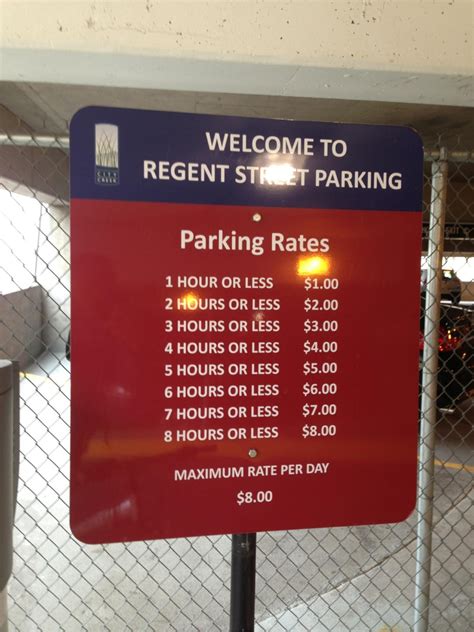 CITY
CREEK
WELCOME TO
REGENT STREET PARKING
Parking Rates
1 HOUR OR LESS $1.00
2 HOURS OR LESS $2.00
3 HOURS OR LESS $3.00
4 HOURS OR LESS $4.00
5 HOURS OR LESS $5.00
6 HOURS OR LESS $6.00
7 HOURS OR LESS $7.00
8 HOURS OR LESS $8.00
MAXIMUM RATE PER DAY
$8.00